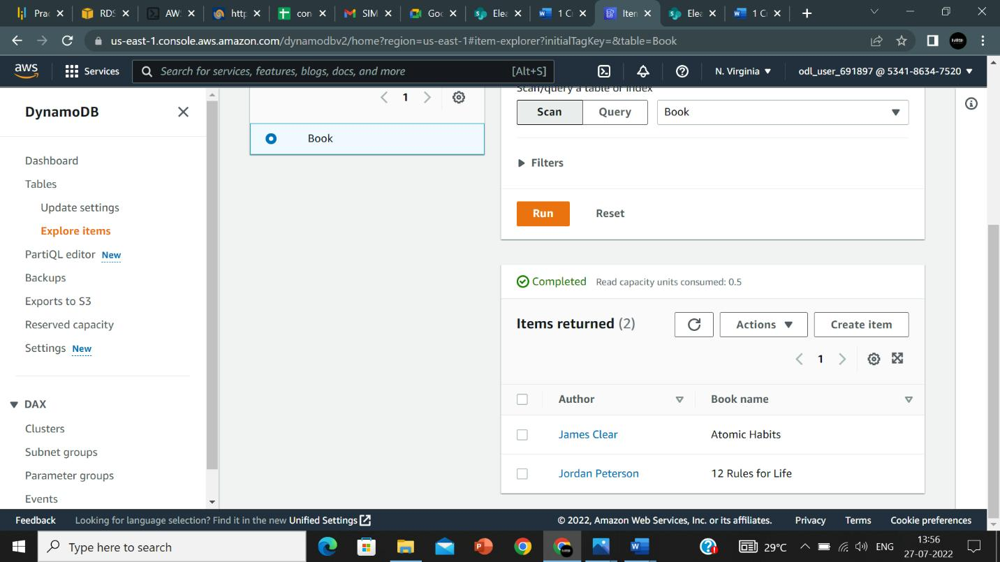 Prac
RDS
AWS
http
con
SIM
Goo
Elea
1 Cr
Iten
Elea
1 Cr
us-east-1.console.aws.amazon.com/dynamodbv2/home?region=us-east-1#item-explorer?initialTagKey=&table=Book
aws
Services
Search for services, features, blogs, docs, and more
[Alt+S]
N. Virginia
odl_user_691897 @ 5341-8634-7520
DynamoDB
Dashboard
Tables
Update settings
Explore items
PartiQL editor New
Backups
Exports to S3
Reserved capacity
Settings New
DAX
Clusters
Subnet groups
Parameter groups
Events
1
Book
Scan/query a table or index
Scan
Query
Book
Filters
Run
Reset
Completed
Read capacity units consumed: 0.5
Items returned (2)
Actions
Create item
1
Author
Book name
James Clear
Atomic Habits
Jordan Peterson
12 Rules for Life
Feedback
Looking for language selection? Find it in the new Unified Settings
© 2022, Amazon Web Services, Inc. or its affiliates.
Privacy
Terms
Cookie preferences
Type here to search
29°C
ENG
13:56
27-07-2022